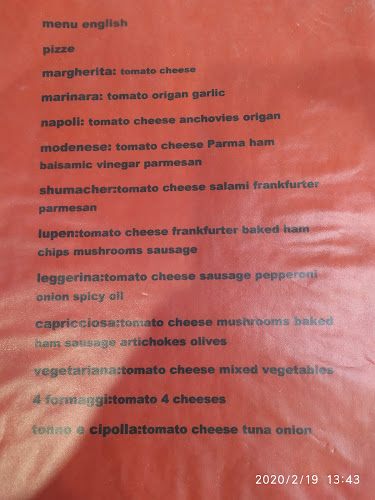 menu english
pizze
margherita: tomato cheese
marinara: tomato origan garlic
napoli: tomato cheese anchovies origan
modenese: tomato cheese Parma ham
balsamic vinegar parmesan
shumacher:tomato cheese salami frankfurter
parmesan
lupen:tomato cheese frankfurter baked ham
chips mushrooms sausage
leggerina:tomato cheese sausage pepperoni
onion spicy oil
capricciosa:tomato cheese mushrooms baked
ham sausage artichokes olives
vegetariana:tomato cheese mixed vegetables
4 formaggi:tomato 4 cheeses
tonno e cipolla:tomato cheese tuna onion
2020/2/19 13:43